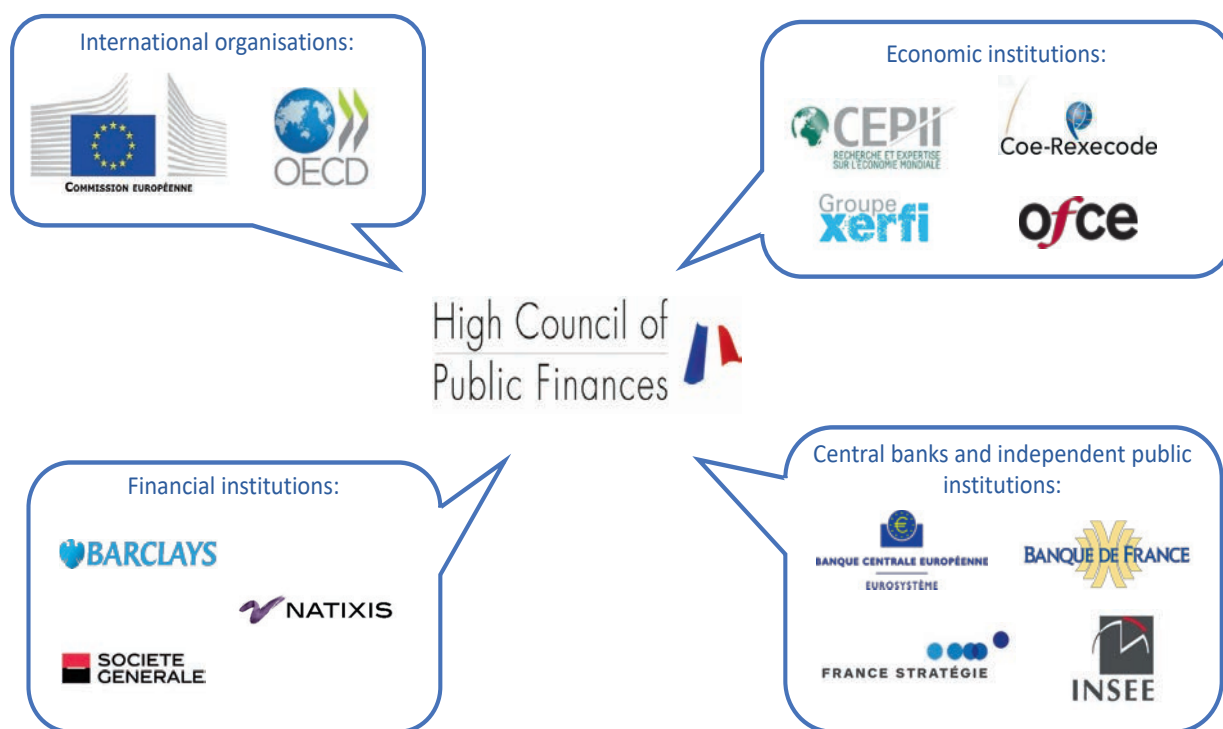 International organisations:
COMMISSION EUROPÉENNE
OECD
Economic institutions:
CEPII
RECHERCHE ET EXPERTISE
SUR L'ÉCONOMIE MONDIALE
Coe-Rexecode
Groupe
xerfi
ofce
High Council of
Public Finances
Financial institutions:
BARCLAYS
NATIXIS
SOCIETE
GENERALE
Central banks and independent public
institutions:
BANQUE CENTRALE EUROPÉENNE
EUROSYSTÈME
BANQUE DE FRANCE
FRANCE STRATÉGIE
INSEE